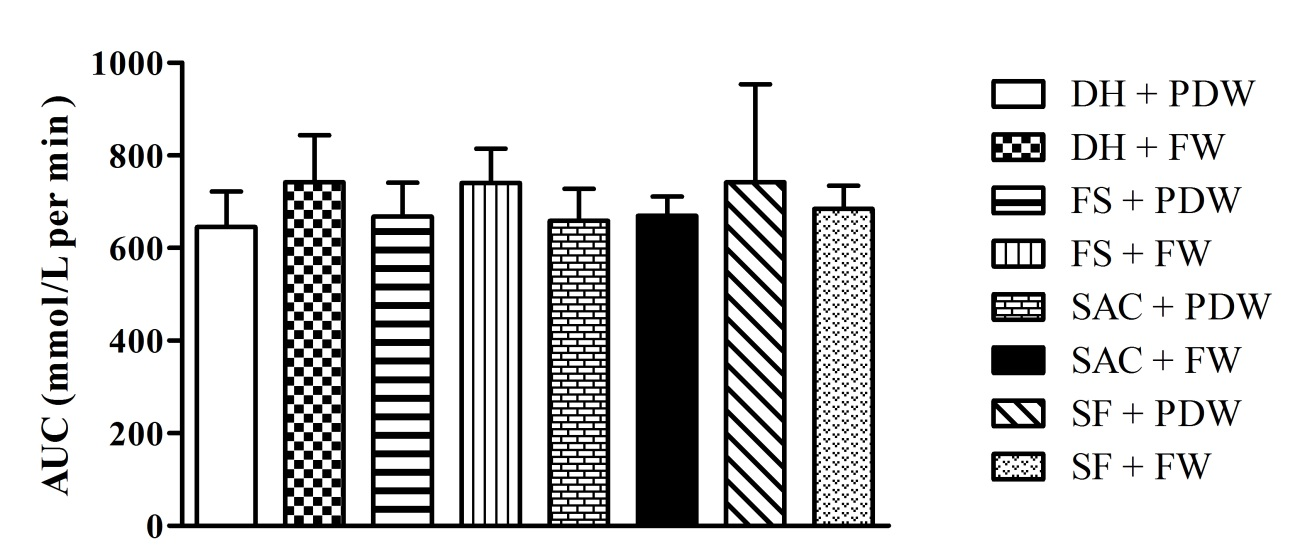 AUC (mmol/L per min )
1000
800
600
400
200
0
DH + PDW
DH + FW
FS + PDW
FS + FW
SAC + PDW
SAC + FW
SF + PDW
SF + FW